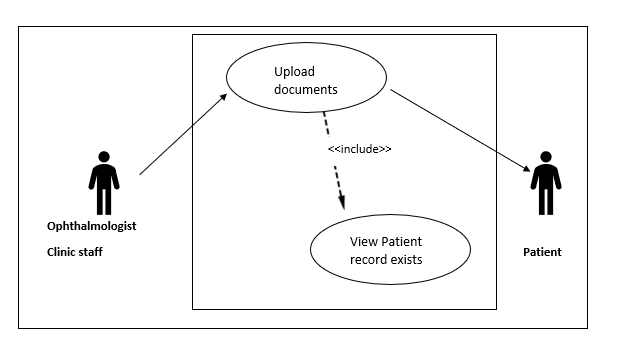 Upload
documents
<<include>>
Ophthalmologist
Clinic staff
View Patient
record exists
Patient